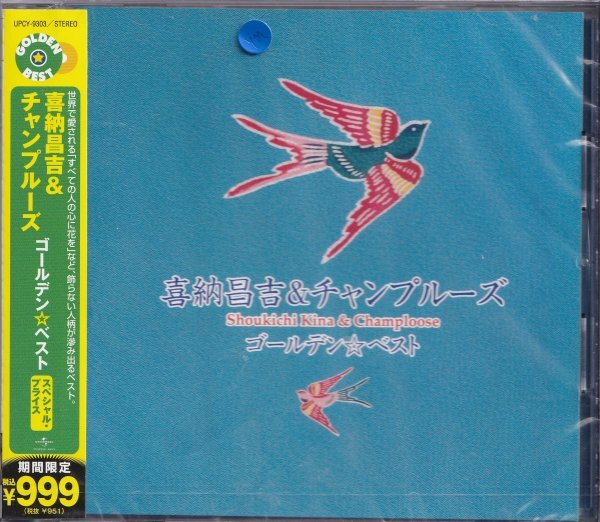 UPCY-9303/STEREO
GOLDEN
BEST
喜納昌吉&
チャンプルーズ
ゴールデン☆ベスト
世界で愛される「すべての人の心に花を」など、飾らない人柄が滲み出るベスト。
スペシャル・
プライス
期間限定
税込
¥999
(税抜 ¥951)
喜納昌吉&チャンプルーズ
Shoukichi Kina & Champloose
ゴールデン☆ベスト